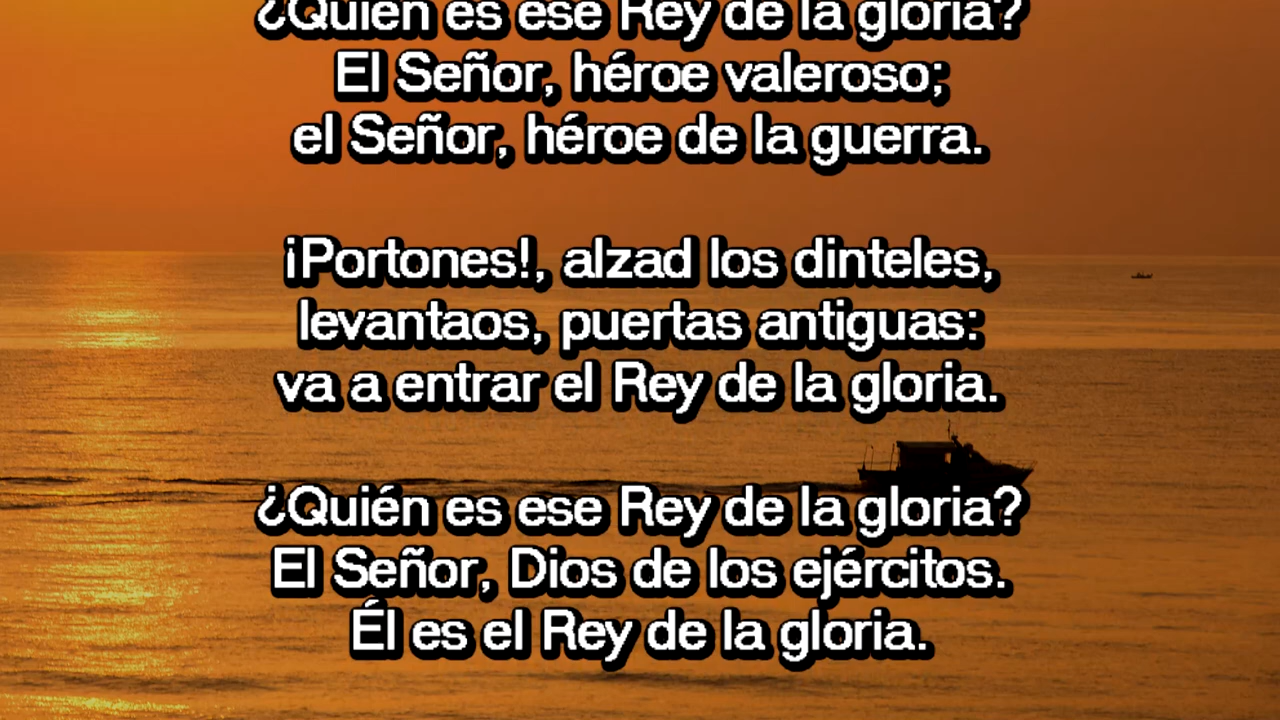 ¿Quién es ese Rey de la gloria?
El Señor, héroe valeroso;
el Señor, héroe de la guerra.
¡Portones!, alzad los dinteles,
levantaos, puertas antiguas:
va a entrar el Rey de la gloria.
¿Quién es ese Rey de la gloria?
El Señor, Dios de los ejércitos.
Él es el Rey de la gloria.